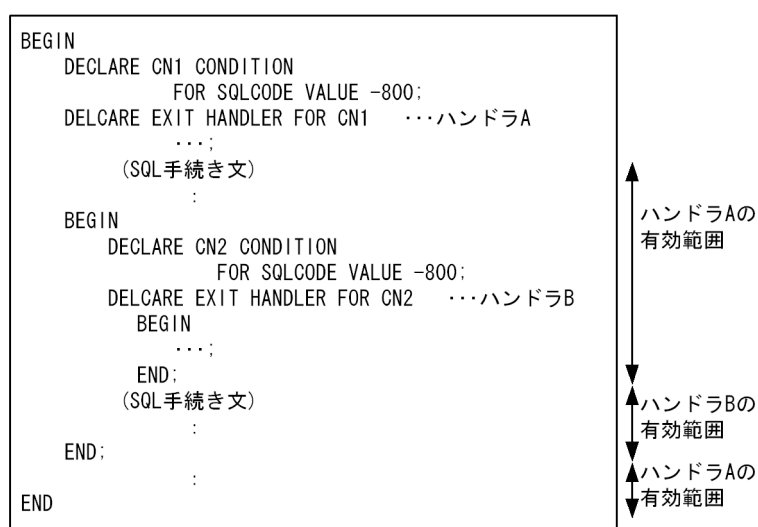 BEGIN
DECLARE CN1 CONDITION
FOR SQLCODE VALUE -800;
DELCARE EXIT HANDLER FOR CN1 ···ハンドラA
···;
(SQL手続き文)
:
BEGIN
DECLARE CN2 CONDITION
FOR SQLCODE VALUE -800;
DELCARE EXIT HANDLER FOR CN2 ···ハンドラB
BEGIN
···;
END;
(SQL手続き文)
:
END;
:
END
ハンドラAの
有効範囲
ハンドラBの
有効範囲
ハンドラAの
有効範囲